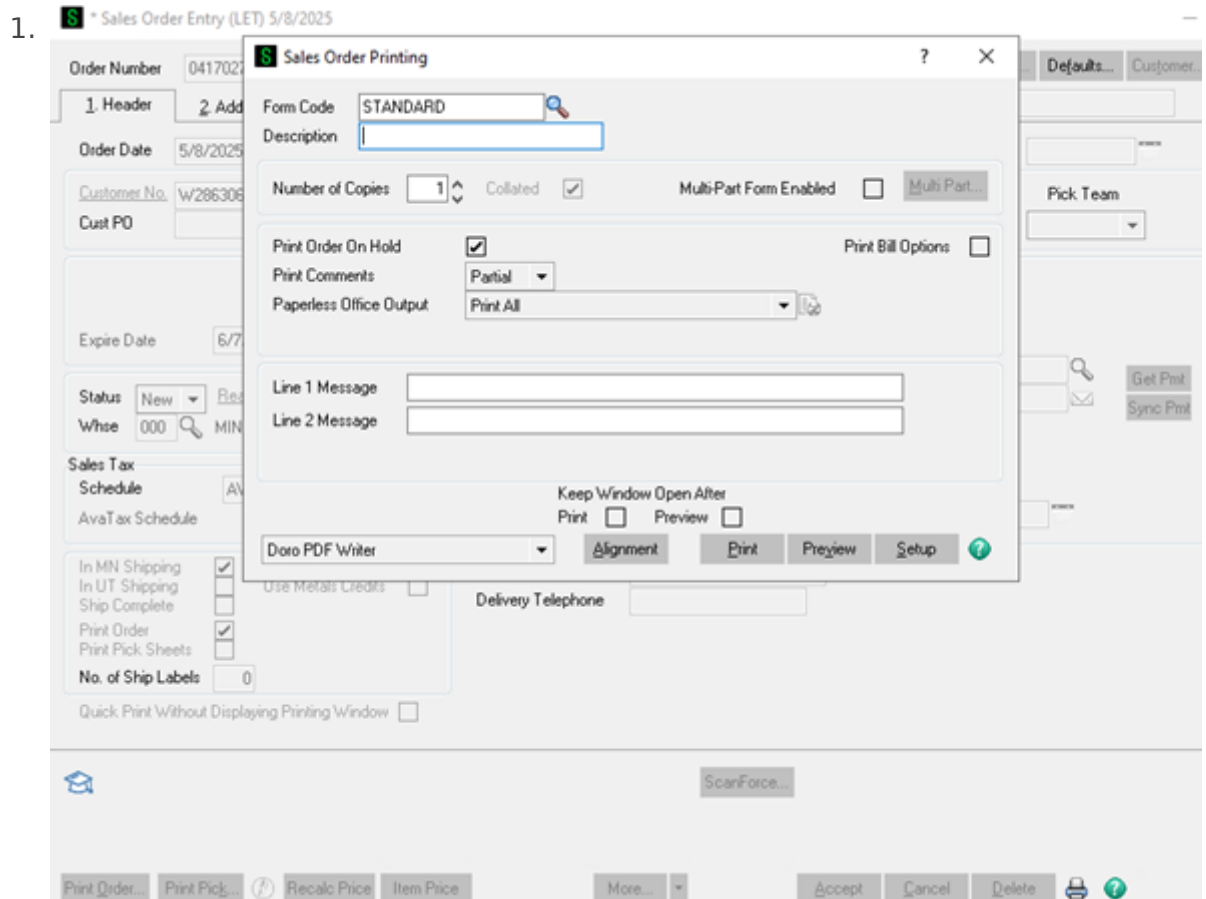 1.
S * Sales Order Entry (LET) 5/8/2025
S Sales Order Printing ? ×
Order Number 0417027 Defaults... Customer..
1. Header 2. Add
Form Code STANDARD
Description
Order Date 5/8/2025
Customer No. W286306
Number of Copies 1 Collated Multi-Part Form Enabled Multi Part...
Pick Team
Cust PO
Print Order On Hold Print Bill Options
Print Comments Partial
Paperless Office Output Print All
Expire Date 6/7
Line 1 Message
Get Pmt
Status New
Line 2 Message
Sync Pmt
Whse 000 MIN
Sales Tax
Schedule AV
Keep Window Open After
AvaTax Schedule
Print Preview
Doro PDF Writer Alignment Print Preview Setup ?
In MN Shipping
In UT Shipping Use Metals Credits
Ship Complete
Delivery Telephone
Print Order
Print Pick Sheets
No. of Ship Labels 0
Quick Print Without Displaying Printing Window
ScanForce...
Print Order... Print Pick... Recalc Price Item Price More... Accept Cancel Delete ?